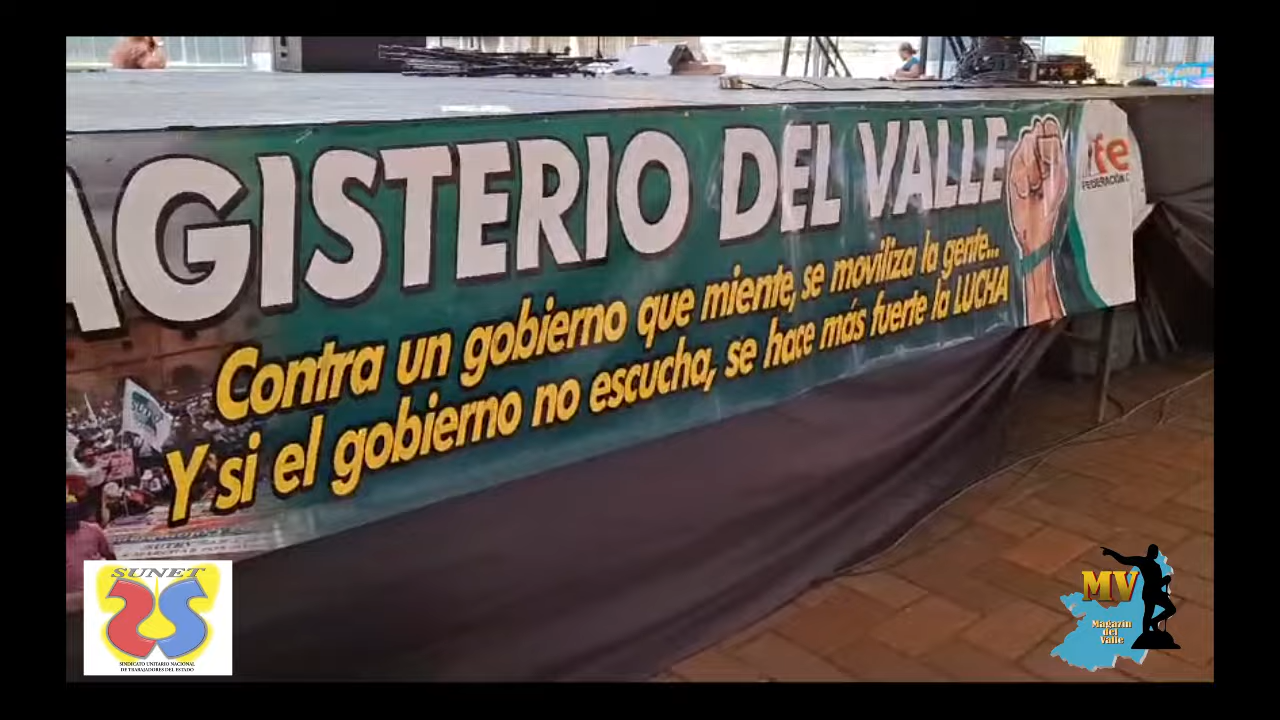 AGISTERIO DEL VALLE
Contra un gobierno que miente, se moviliza la gente...
Y si el gobierno no escucha, se hace más fuerte la LUCHA
fe
FEDERACIÓN C
SUNET
SINDICATO UNITARIO NACIONAL
DE TRABAJADORES DEL ESTADO
MV
Magazin
del
Valle